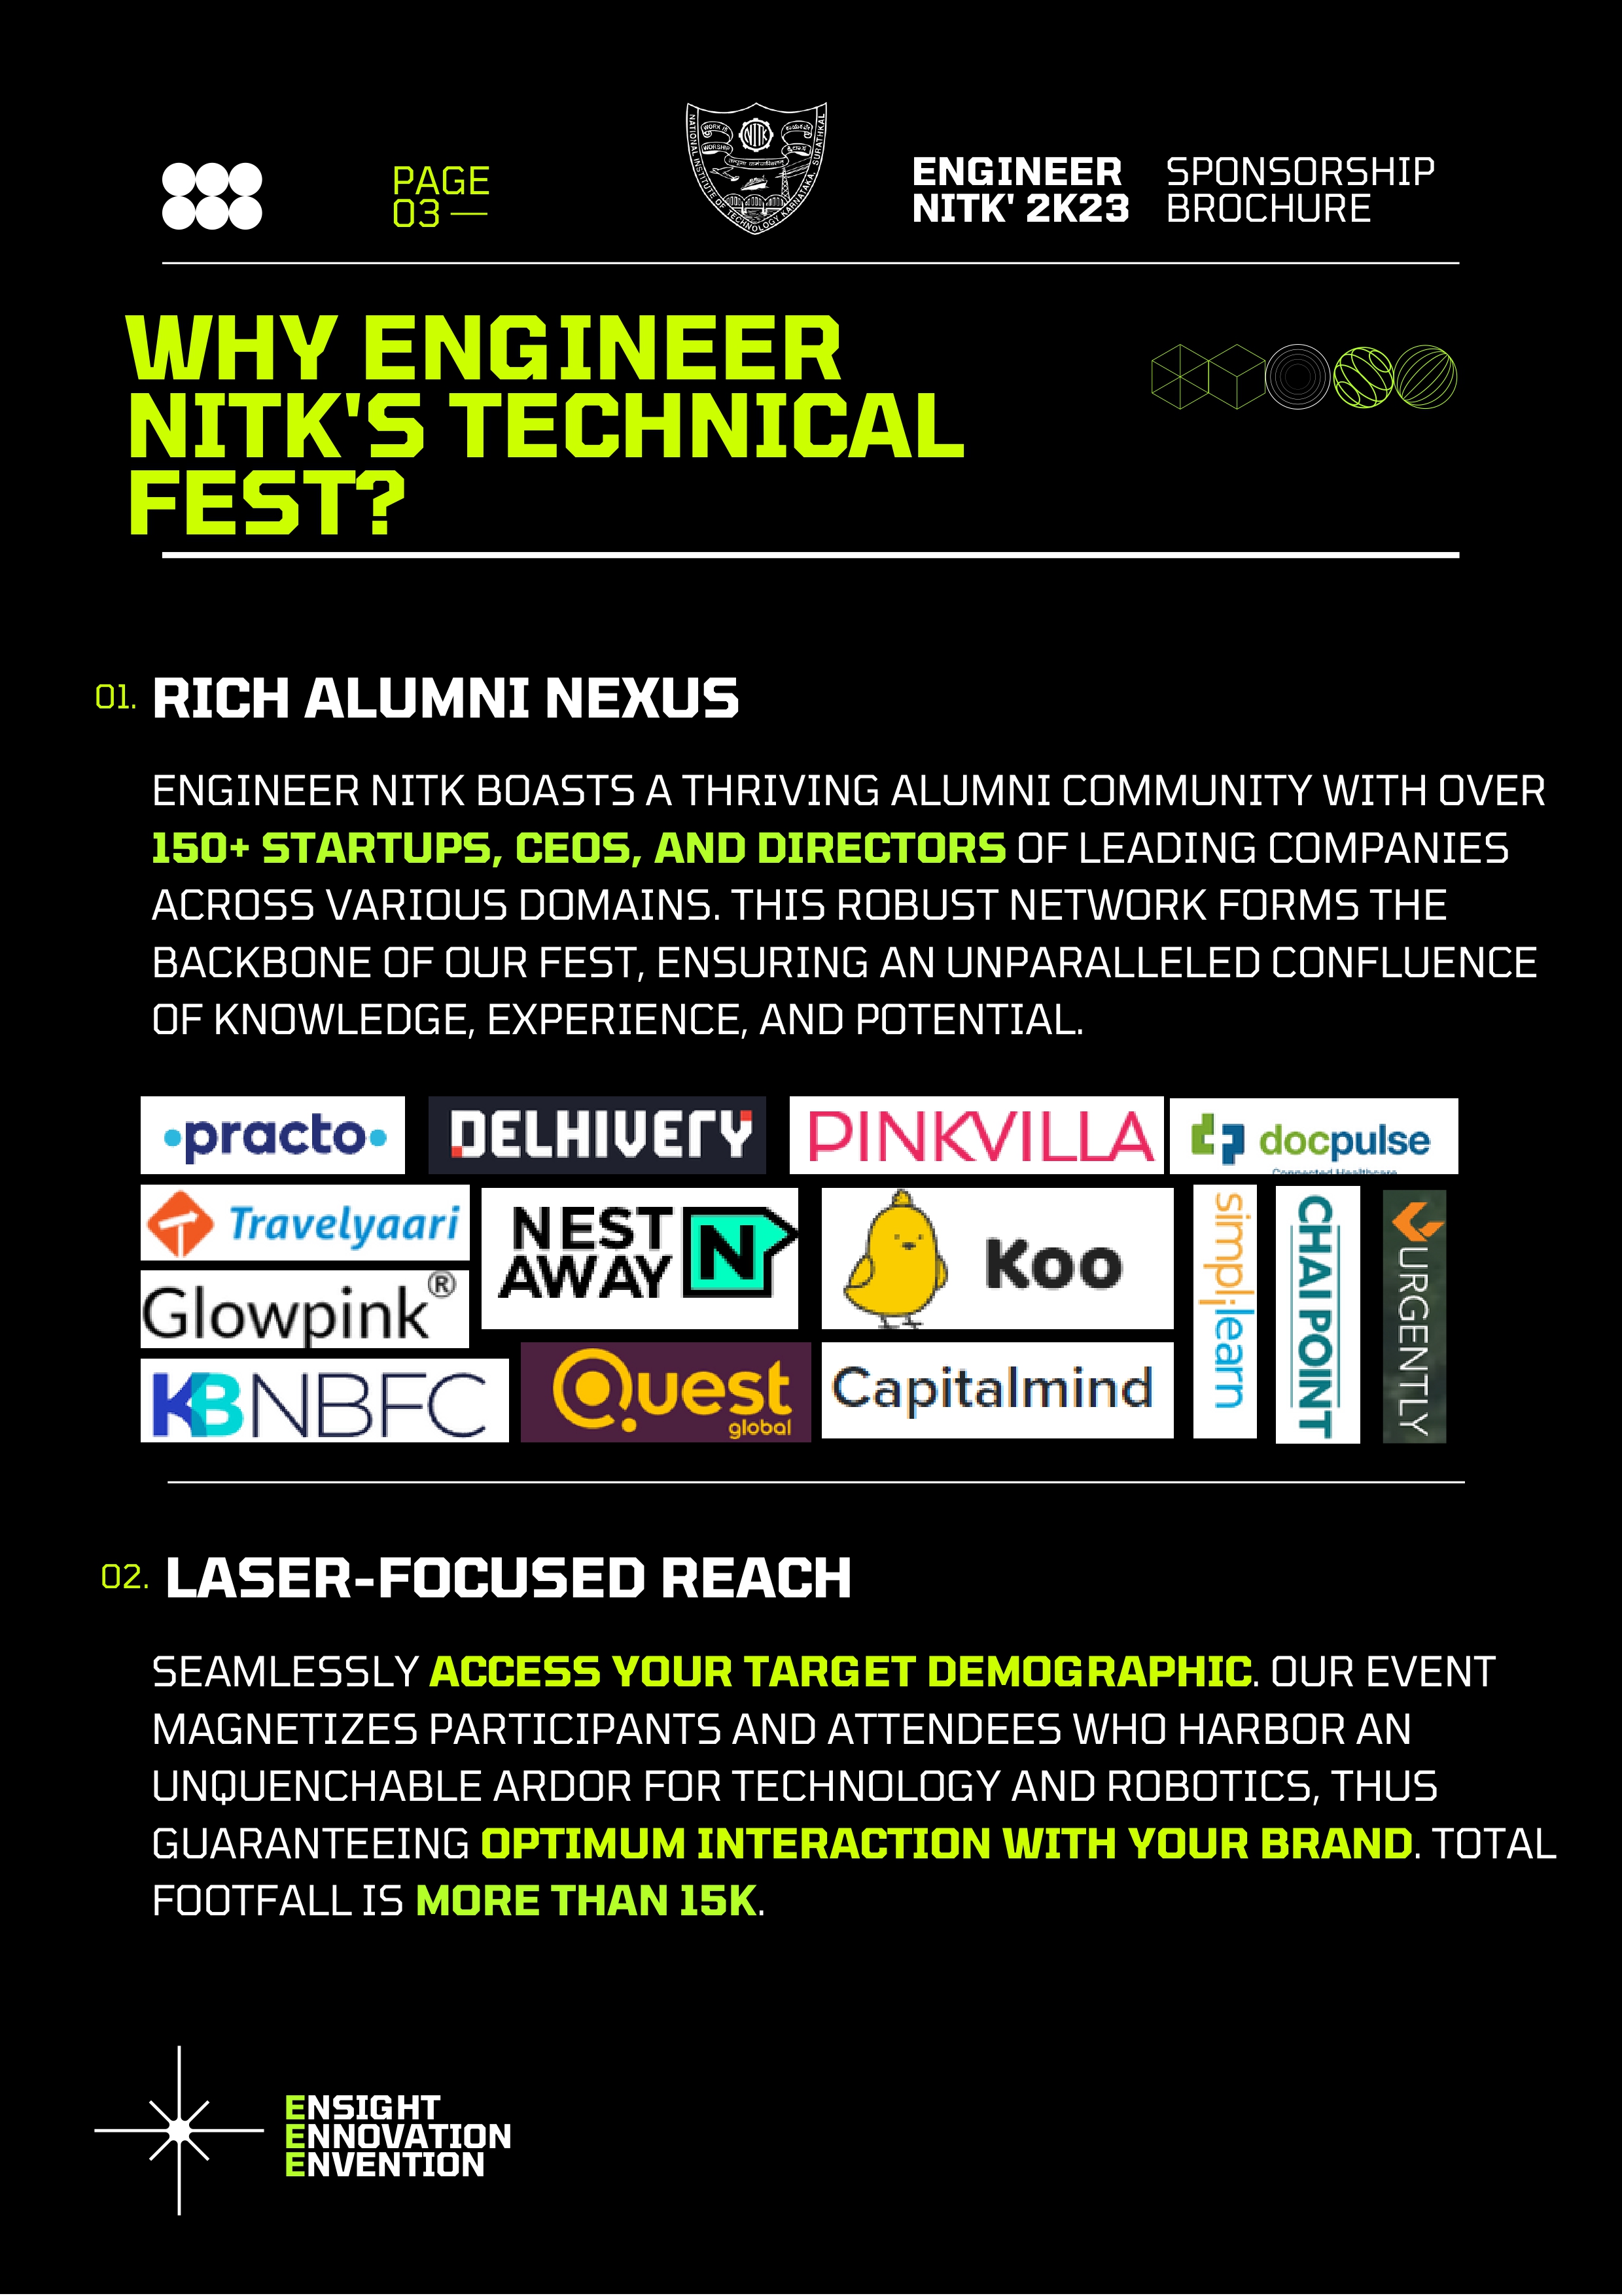 PAGE
03 —
NATIONAL INSTITUTE OF TECHNOLOGY KARNATAKA, SURATHKAL
WORK IS
WORSHIP
NITK
ENGINEER
NITK' 2K23
SPONSORSHIP
BROCHURE
WHY ENGINEER
NITK'S TECHNICAL
FEST?
01. RICH ALUMNI NEXUS
ENGINEER NITK BOASTS A THRIVING ALUMNI COMMUNITY WITH OVER
150+ STARTUPS, CEOS, AND DIRECTORS OF LEADING COMPANIES
ACROSS VARIOUS DOMAINS. THIS ROBUST NETWORK FORMS THE
BACKBONE OF OUR FEST, ENSURING AN UNPARALLELED CONFLUENCE
OF KNOWLEDGE, EXPERIENCE, AND POTENTIAL.
practo
DELHIVERY
PINKVILLA
docpulse
Connected Healthcare
Travelyaari
NEST
AWAY
N
Koo
simplilearn
CHAI POINT
URGENTLY
Glowpink®
KBNBFC
Quest
global
Capitalmind
02. LASER-FOCUSED REACH
SEAMLESSLY ACCESS YOUR TARGET DEMOGRAPHIC. OUR EVENT
MAGNETIZES PARTICIPANTS AND ATTENDEES WHO HARBOR AN
UNQUENCHABLE ARDOR FOR TECHNOLOGY AND ROBOTICS, THUS
GUARANTEEING OPTIMUM INTERACTION WITH YOUR BRAND. TOTAL
FOOTFALL IS MORE THAN 15K.
ENSIGHT
ENNOVATION
ENVENTION